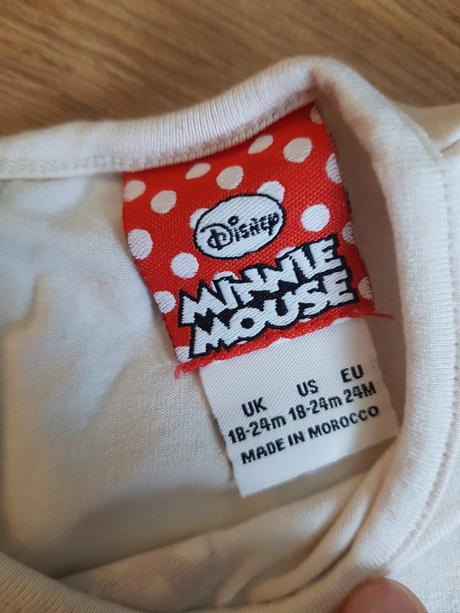 Disney
MINNIE
MOUSE
UK US EU
18-24m 18-24m 24M
MADE IN MOROCCO